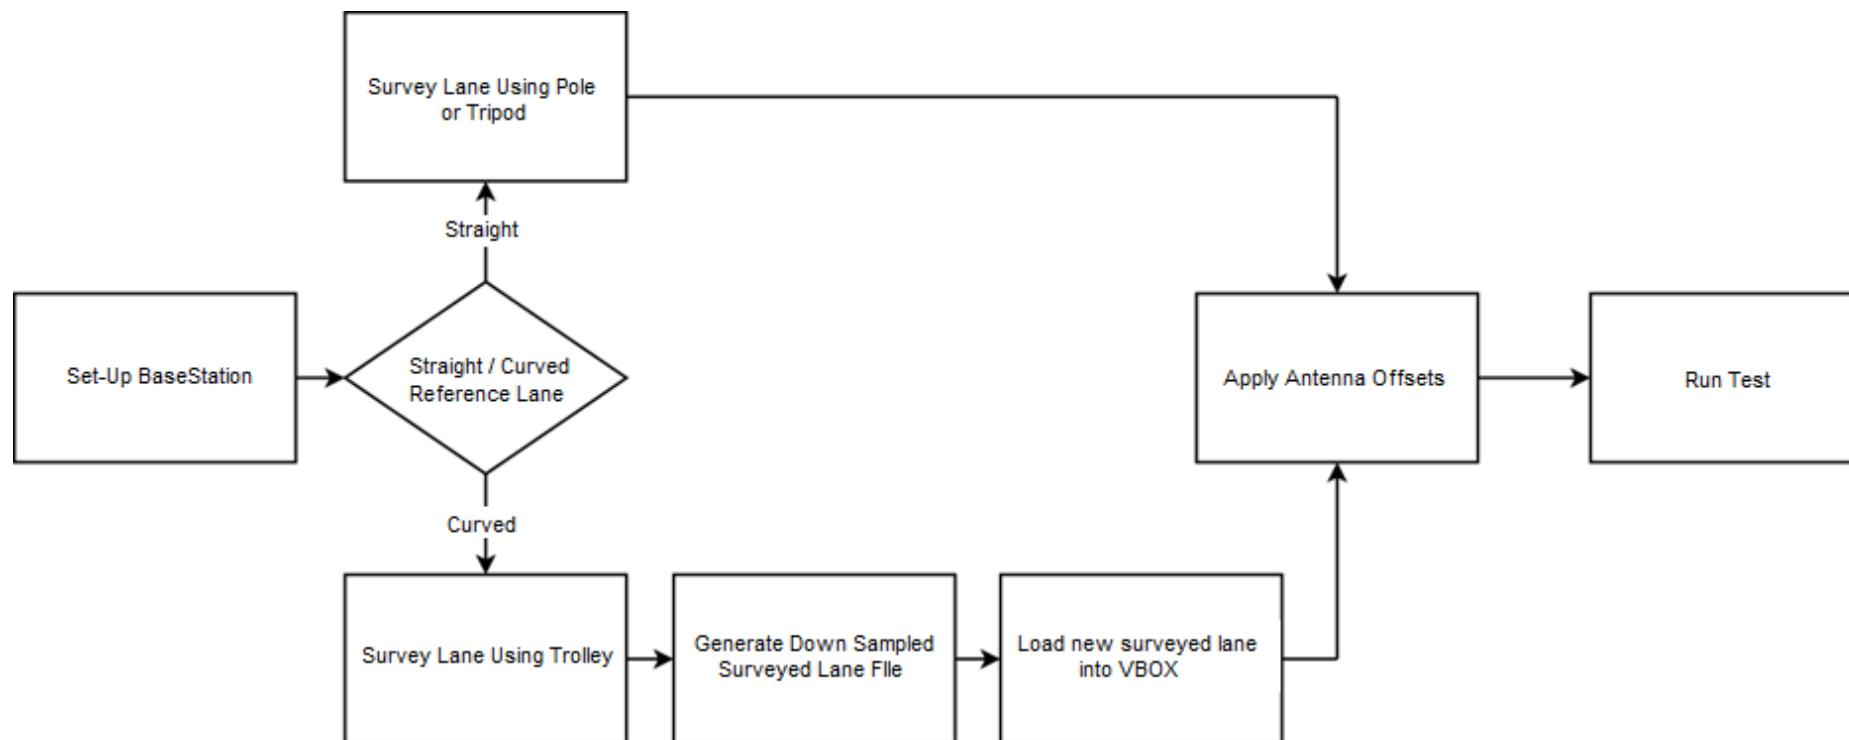 Survey Lane Using Pole
or Tripod
Straight
Set-Up BaseStation
Straight / Curved
Reference Lane
Apply Antenna Offsets
Run Test
Curved
Survey Lane Using Trolley
Generate Down Sampled
Surveyed Lane FIle
Load new surveyed lane
into VBOX